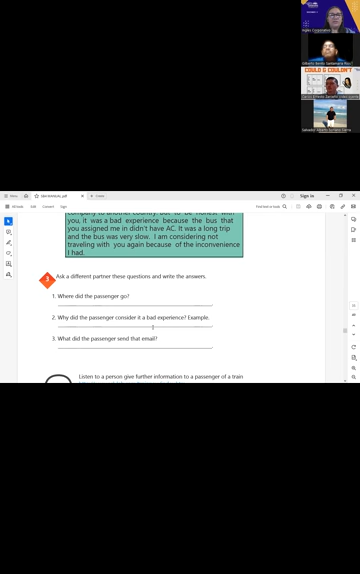 COULD & COULDN'T
Sign in
company to another country. But to be honest with
you, it was a bad experience because the bus that
you assigned me in didn't have AC. It was a long trip
and the bus was very slow. I am considering not
traveling with you again because of the inconvenience
I had.
3 Ask a different partner these questions and write the answers.
1. Where did the passenger go?
2. Why did the passenger consider it a bad experience? Example.
3. What did the passenger send that email?
Listen to a person give further information to a passenger of a train